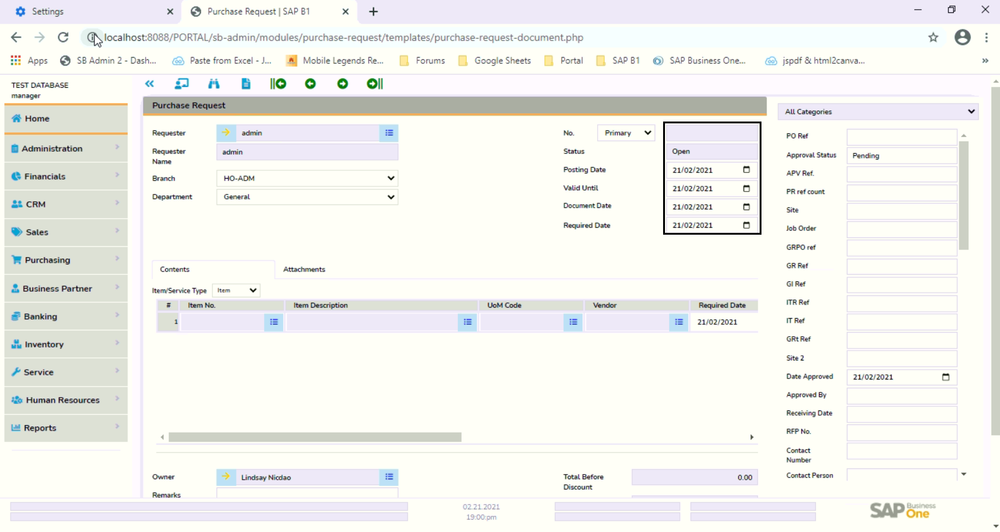 Settings
Purchase Request | SAP B1
localhost:8088/PORTAL/sb-admin/modules/purchase-request/templates/purchase-request-document.php
Apps
SB Admin 2 - Dash...
Paste from Excel - J...
Mobile Legends Re...
Forums
Google Sheets
Portal
SAP B1
SAP Business One...
jspdf & html2canva...
»
TEST DATABASE
manager
Home
Administration
Financials
CRM
Sales
Purchasing
Business Partner
Banking
Inventory
Service
Human Resources
Reports
Purchase Request
Requester
admin
Requester
Name
admin
Branch
HO-ADM
Department
General
No.
Primary
Status
Open
Posting Date
21/02/2021
Valid Until
21/02/2021
Document Date
21/02/2021
Required Date
21/02/2021
Contents
Attachments
Item/Service Type
Item
# Item No. Item Description UoM Code Vendor Required Date
1 21/02/2021
Owner
Lindsay Nicdao
Remarks
Total Before
Discount
0.00
All Categories
PO Ref
Approval Status
Pending
APV Ref.
PR ref count
Site
Job Order
GRPO ref
GR Ref
GI Ref
ITR Ref
IT Ref
GRt Ref
Site 2
Date Approved
21/02/2021
Approved By
Receiving Date
RFP No.
Contact
Number
Contact Person
02.21.2021
19:00:pm
SAP Business
One